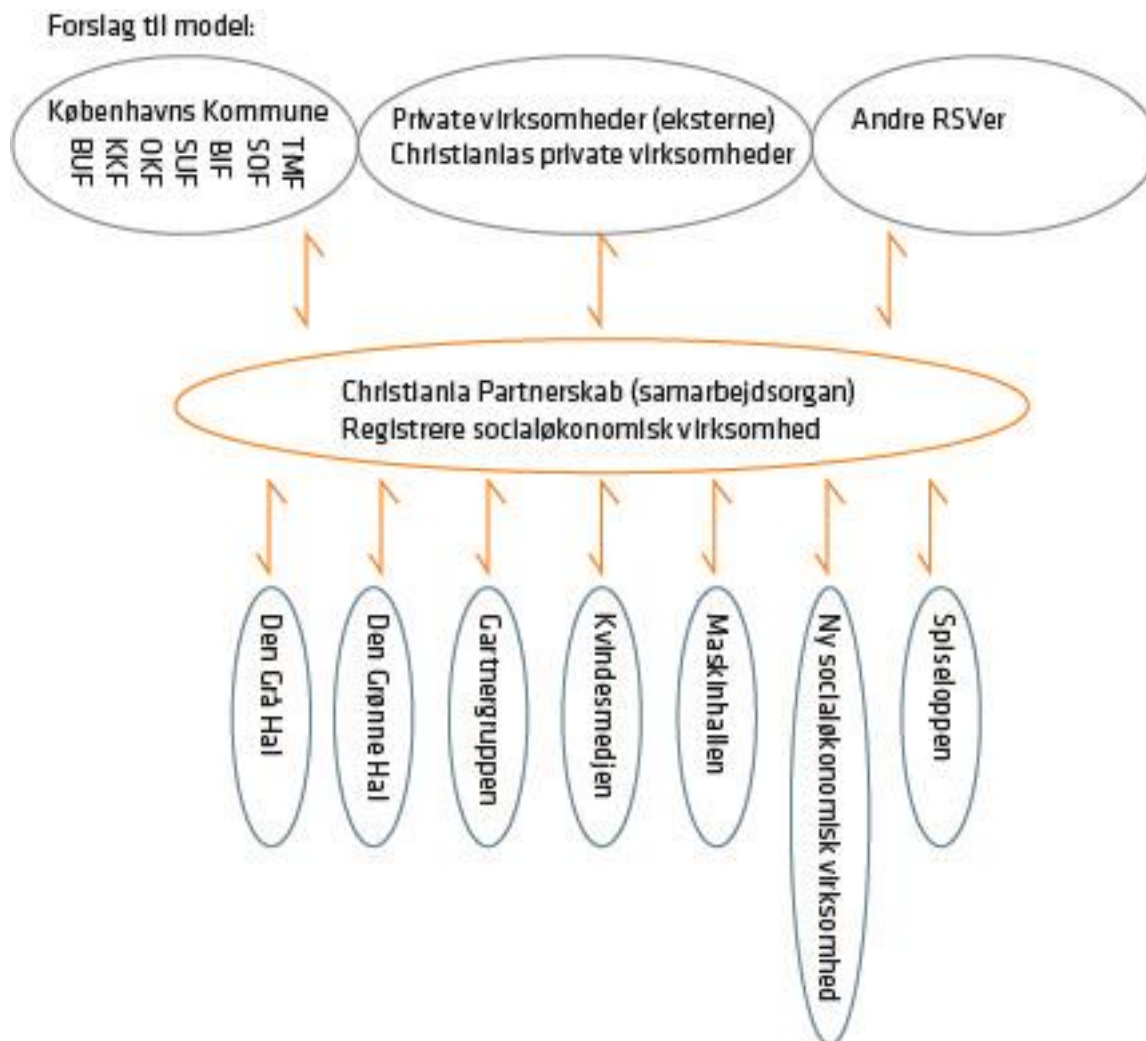 Forslag til model:
Københavns Kommune
BUF
KKF
OKF
SUF
BIF
SOF
TMF
Private virksomheder (eksterne)
Christianias private virksomheder
Andre RSVer
Christiania Partnerskab (samarbejdsorgan)
Registrere socialøkonomisk virksomhed
Den Grå Hal
Den Grønne Hal
Gartnergruppen
Kvindesmedjen
Maskinhallen
Ny socialøkonomisk virksomhed
Spiseloppen